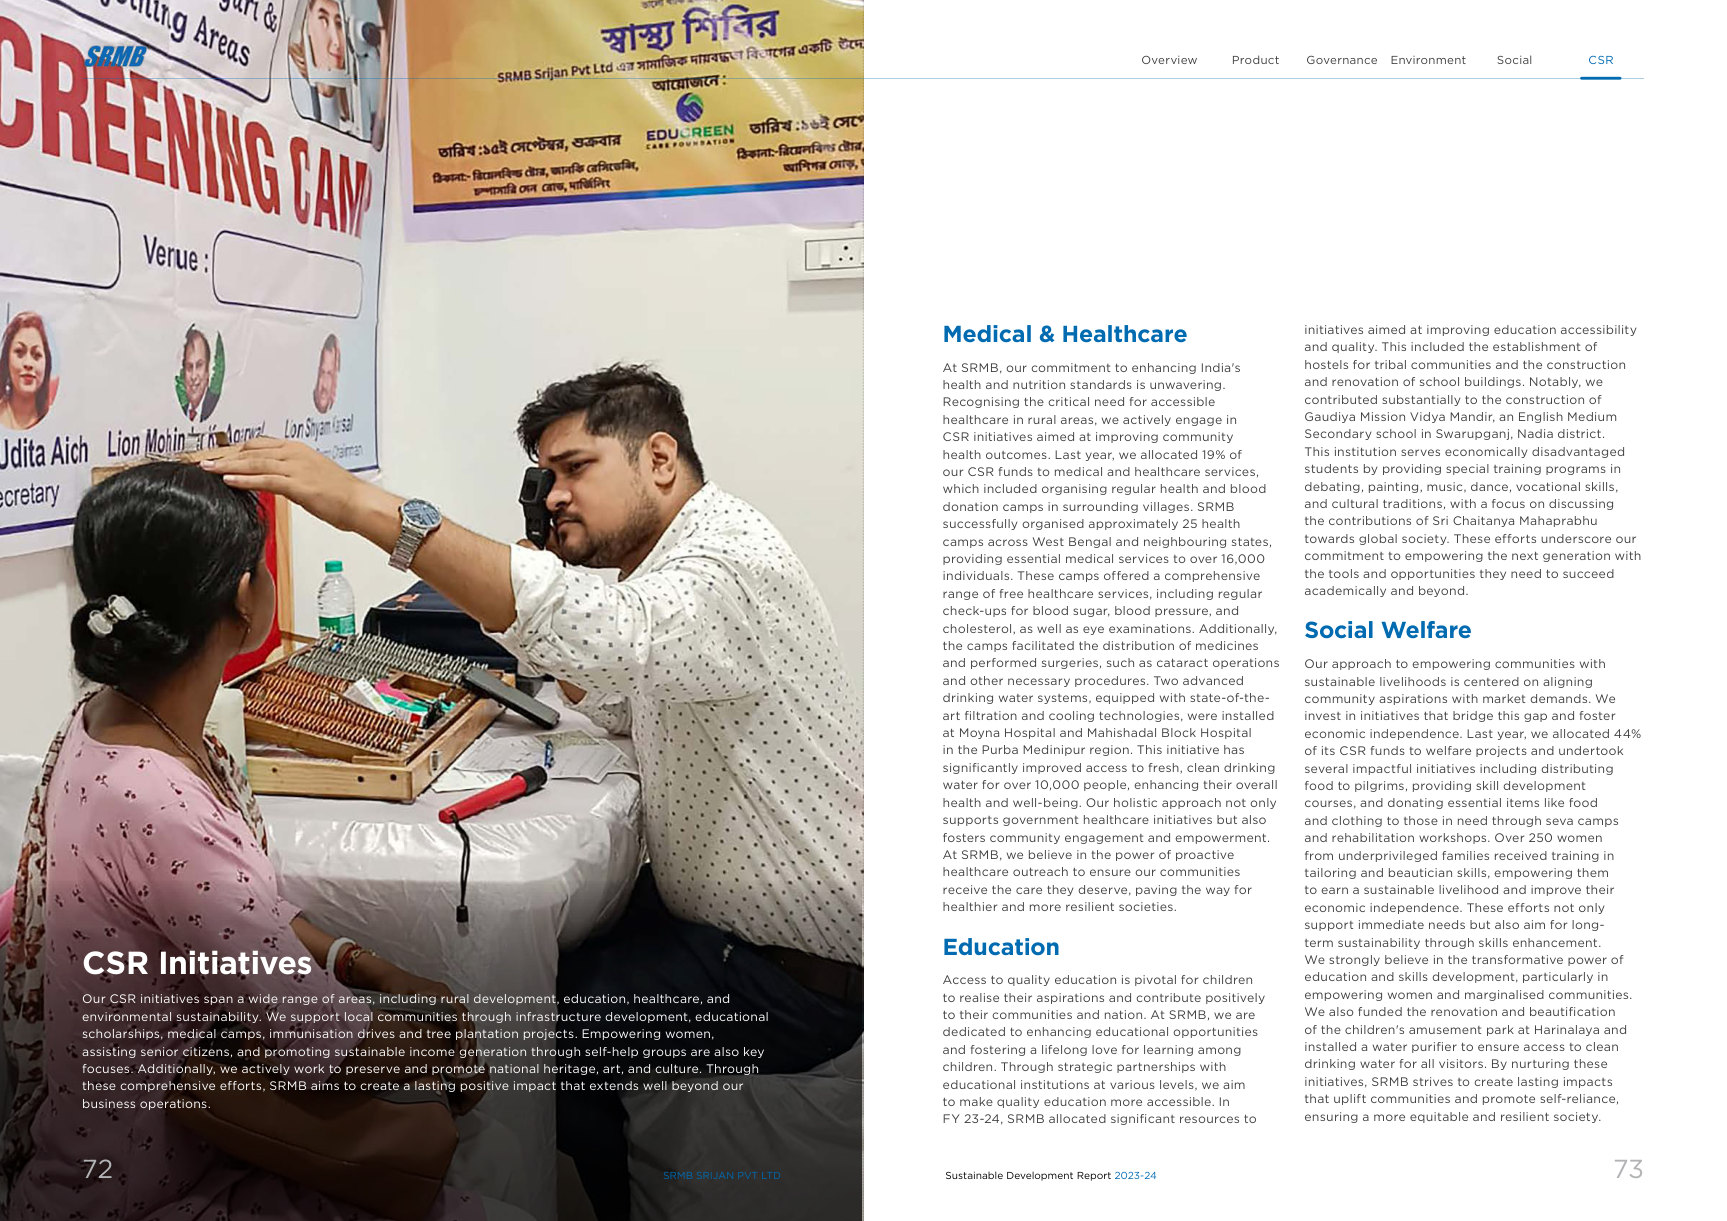 SRMB
Areas
CREENING CAMP
Venue :
Udita Aich
Lion Mohin
Agarwal
Lion Shyam
ecretary
Chairman
স্বাস্থ্য শিবির
SRMB Srijan Pvt Ltd এর সামাজিক দায়বদ্ধতা বিভাগের একটি
আয়োজনে :
EDUGREEN
CARE FOUNDATION
তারিখ :১৫ই সেপ্টেম্বর, শুক্রবার
তারিখ :১৬ই
CSR Initiatives
Our CSR initiatives span a wide range of areas, including rural development, education, healthcare, and
environmental sustainability. We support local communities through infrastructure development, educational
scholarships, medical camps, immunisation drives and tree plantation projects. Empowering women,
assisting senior citizens, and promoting sustainable income generation through self-help groups are also key
focuses. Additionally, we actively work to preserve and promote national heritage, art, and culture. Through
these comprehensive efforts, SRMB aims to create a lasting positive impact that extends well beyond our
business operations.
72
SRMB SRIJAN PVT LTD
Overview Product Governance Environment Social CSR
Medical & Healthcare
At SRMB, our commitment to enhancing India's
health and nutrition standards is unwavering.
Recognising the critical need for accessible
healthcare in rural areas, we actively engage in
CSR initiatives aimed at improving community
health outcomes. Last year, we allocated 19% of
our CSR funds to medical and healthcare services,
which included organising regular health and blood
donation camps in surrounding villages. SRMB
successfully organised approximately 25 health
camps across West Bengal and neighbouring states,
providing essential medical services to over 16,000
individuals. These camps offered a comprehensive
range of free healthcare services, including regular
check-ups for blood sugar, blood pressure, and
cholesterol, as well as eye examinations. Additionally,
the camps facilitated the distribution of medicines
and performed surgeries, such as cataract operations
and other necessary procedures. Two advanced
drinking water systems, equipped with state-of-the-
art filtration and cooling technologies, were installed
at Moyna Hospital and Mahishadal Block Hospital
in the Purba Medinipur region. This initiative has
significantly improved access to fresh, clean drinking
water for over 10,000 people, enhancing their overall
health and well-being. Our holistic approach not only
supports government healthcare initiatives but also
fosters community engagement and empowerment.
At SRMB, we believe in the power of proactive
healthcare outreach to ensure our communities
receive the care they deserve, paving the way for
healthier and more resilient societies.
Education
Access to quality education is pivotal for children
to realise their aspirations and contribute positively
to their communities and nation. At SRMB, we are
dedicated to enhancing educational opportunities
and fostering a lifelong love for learning among
children. Through strategic partnerships with
educational institutions at various levels, we aim
to make quality education more accessible. In
FY 23-24, SRMB allocated significant resources to
initiatives aimed at improving education accessibility
and quality. This included the establishment of
hostels for tribal communities and the construction
and renovation of school buildings. Notably, we
contributed substantially to the construction of
Gaudiya Mission Vidya Mandir, an English Medium
Secondary school in Swarupganj, Nadia district.
This institution serves economically disadvantaged
students by providing special training programs in
debating, painting, music, dance, vocational skills,
and cultural traditions, with a focus on discussing
the contributions of Sri Chaitanya Mahaprabhu
towards global society. These efforts underscore our
commitment to empowering the next generation with
the tools and opportunities they need to succeed
academically and beyond.
Social Welfare
Our approach to empowering communities with
sustainable livelihoods is centered on aligning
community aspirations with market demands. We
invest in initiatives that bridge this gap and foster
economic independence. Last year, we allocated 44%
of its CSR funds to welfare projects and undertook
several impactful initiatives including distributing
food to pilgrims, providing skill development
courses, and donating essential items like food
and clothing to those in need through seva camps
and rehabilitation workshops. Over 250 women
from underprivileged families received training in
tailoring and beautician skills, empowering them
to earn a sustainable livelihood and improve their
economic independence. These efforts not only
support immediate needs but also aim for long-
term sustainability through skills enhancement.
We strongly believe in the transformative power of
education and skills development, particularly in
empowering women and marginalised communities.
We also funded the renovation and beautification
of the children's amusement park at Harinalaya and
installed a water purifier to ensure access to clean
drinking water for all visitors. By nurturing these
initiatives, SRMB strives to create lasting impacts
that uplift communities and promote self-reliance,
ensuring a more equitable and resilient society.
Sustainable Development Report 2023-24
73